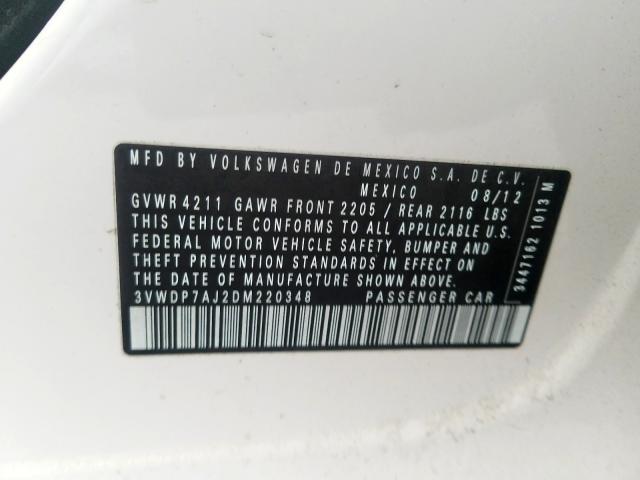 MFD BY VOLKSWAGEN DE MEXICO S.A. DE C.V.
MEXICO 08/12
GVWR 4211 GAWR FRONT 2205 / REAR 2116 LBS
THIS VEHICLE CONFORMS TO ALL APPLICABLE U.S.
FEDERAL MOTOR VEHICLE SAFETY, BUMPER AND
THEFT PREVENTION STANDARDS IN EFFECT ON
THE DATE OF MANUFACTURE SHOWN ABOVE.
3VWDP7AJ2DM220348 PASSENGER CAR
3447162 1013 M